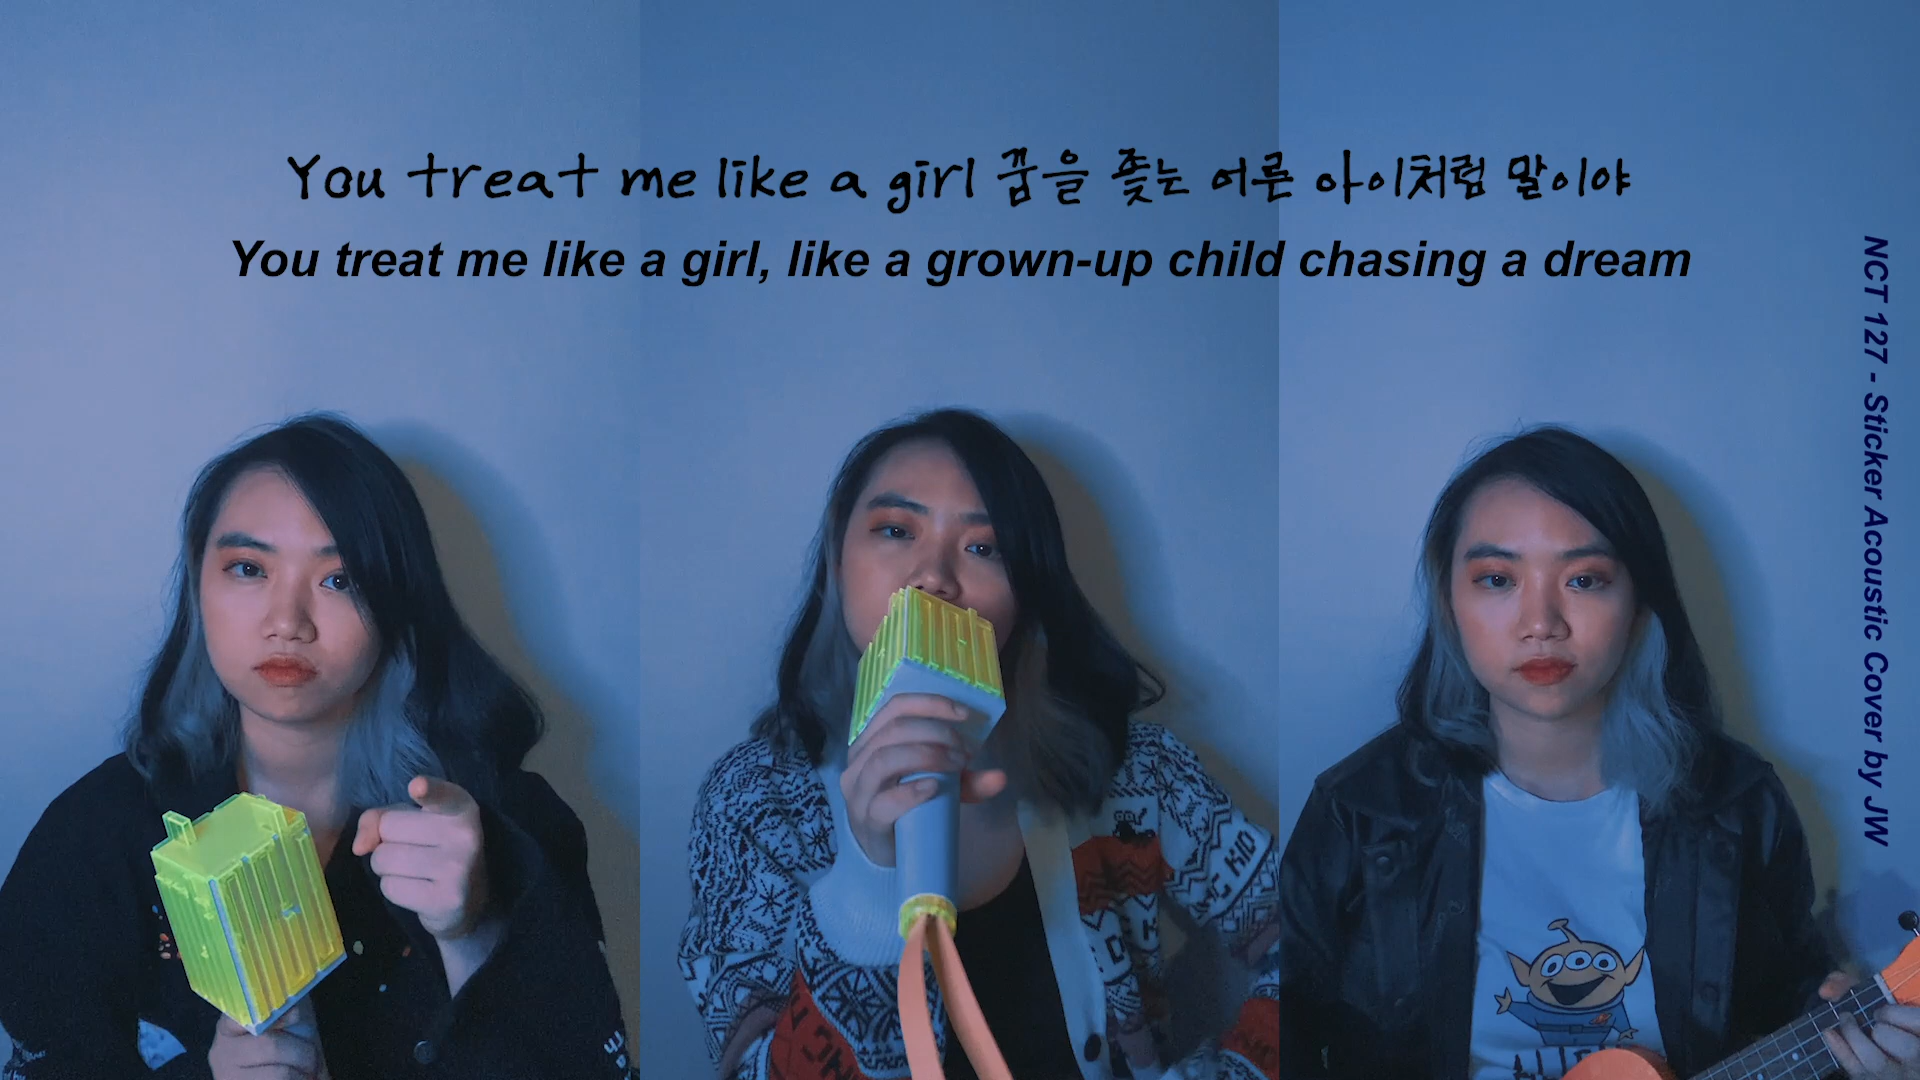 You treat me like a girl 꿈을 좇는 어른 아이처럼 말이야
You treat me like a girl, like a grown-up child chasing a dream
NCT 127 - Sticker Acoustic Cover by JW